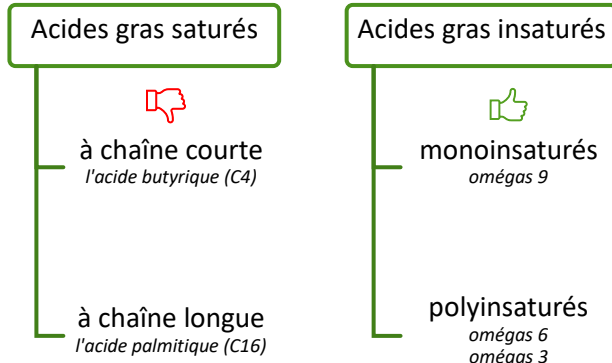 Acides gras saturés
à chaîne courte
l'acide butyrique (C4)
à chaîne longue
l'acide palmitique (C16)
Acides gras insaturés
monoinsaturés
omégas 9
polyinsaturés
omégas 6
omégas 3